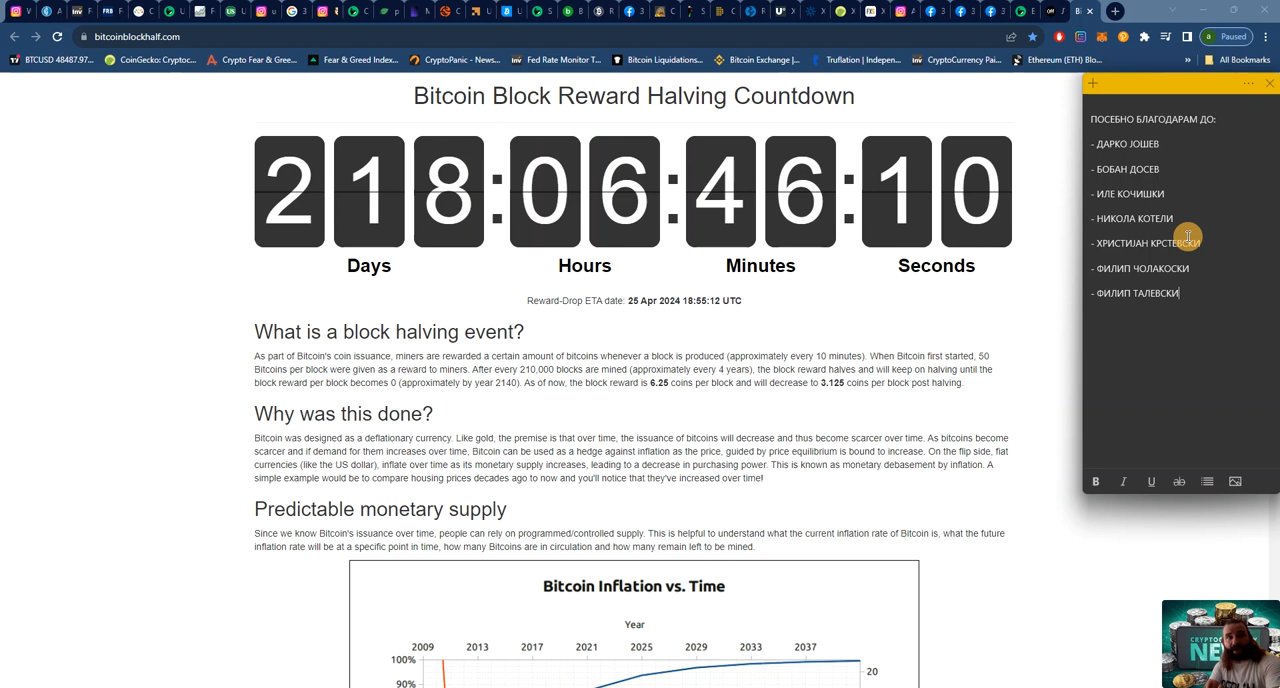 bitcoinblockhalf.com
Paused
BTCUSD 48487.97...
CoinGecko: Cryptoc...
Crypto Fear & Gree...
Fear & Greed Index...
CryptoPanic - News...
Fed Rate Monitor T...
Bitcoin Liquidations...
Bitcoin Exchange |...
Truflation | Indepen...
CryptoCurrency Pai...
Ethereum (ETH) Blo...
»
All Bookmarks
Bitcoin Block Reward Halving Countdown
218:06:46:10
Days Hours Minutes Seconds
Reward-Drop ETA date: 25 Apr 2024 18:55:12 UTC
What is a block halving event?
As part of Bitcoin's coin issuance, miners are rewarded a certain amount of bitcoins whenever a block is produced (approximately every 10 minutes). When Bitcoin first started, 50
Bitcoins per block were given as a reward to miners. After every 210,000 blocks are mined (approximately every 4 years), the block reward halves and will keep on halving until the
block reward per block becomes 0 (approximately by year 2140). As of now, the block reward is 6.25 coins per block and will decrease to 3.125 coins per block post halving.
Why was this done?
Bitcoin was designed as a deflationary currency. Like gold, the premise is that over time, the issuance of bitcoins will decrease and thus become scarcer over time. As bitcoins become
scarcer and if demand for them increases over time, Bitcoin can be used as a hedge against inflation as the price, guided by price equilibrium is bound to increase. On the flip side, fiat
currencies (like the US dollar), inflate over time as its monetary supply increases, leading to a decrease in purchasing power. This is known as monetary debasement by inflation. A
simple example would be to compare housing prices decades ago to now and you'll notice that they've increased over time!
Predictable monetary supply
Since we know Bitcoin's issuance over time, people can rely on programmed/controlled supply. This is helpful to understand what the current inflation rate of Bitcoin is, what the future
inflation rate will be at a specific point in time, how many Bitcoins are in circulation and how many remain left to be mined.
Bitcoin Inflation vs. Time
Year
2009 2013 2017 2021 2025 2029 2033 2037
100%
20
90%
ПОСЕБНО БЛАГОДАРАМ ДО:
- ДАРКО ЈОШЕВ
- БОБАН ДОСЕВ
- ИЛЕ КОЧИШКИ
- НИКОЛА КОТЕЛИ
- ХРИСТИЈАН КРСТЕВСКИ
- ФИЛИП ЧОЛАКОСКИ
- ФИЛИП ТАЛЕВСКИ
B I U ab